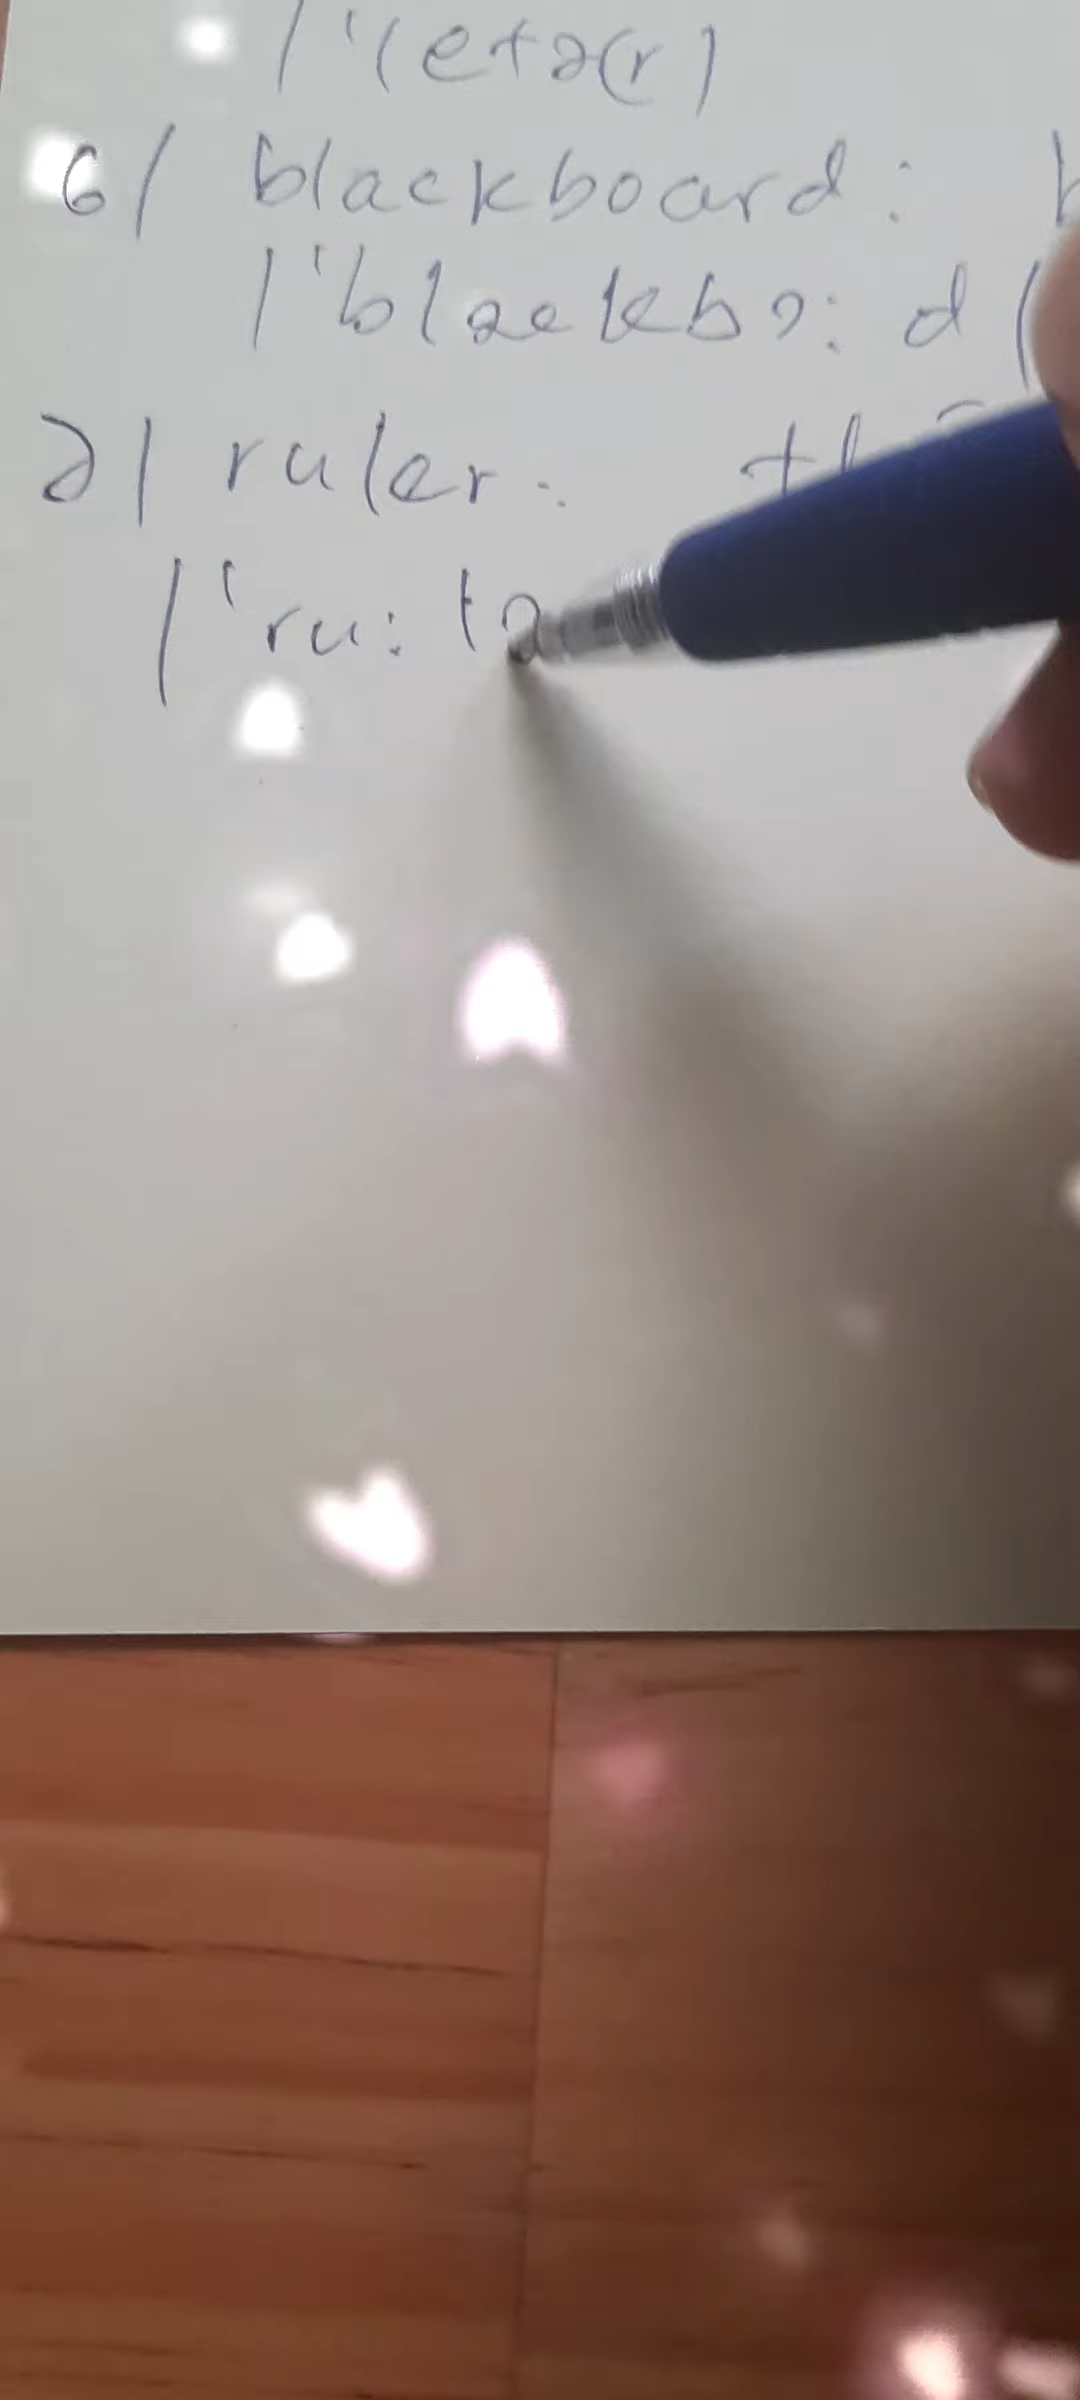 /'letə(r)/
6/ blackboard:
/'blækbɔ: d
7/ ruler:
/'ru: lə